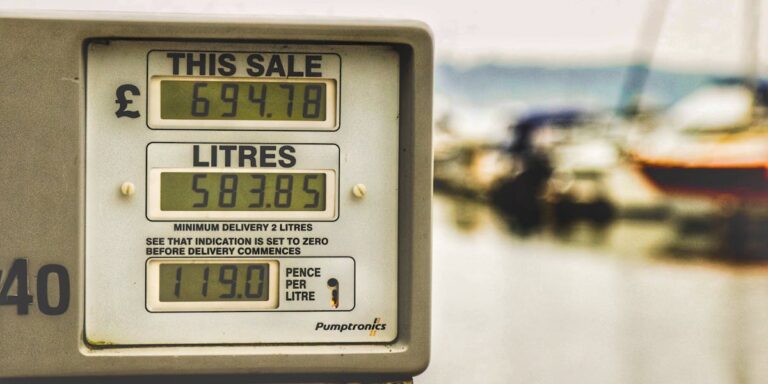 THIS SALE
£ 694.78
LITRES
583.85
MINIMUM DELIVERY 2 LITRES
SEE THAT INDICATION IS SET TO ZERO
BEFORE DELIVERY COMMENCES
119.0
PENCE
PER
LITRE
40
Pumptronics